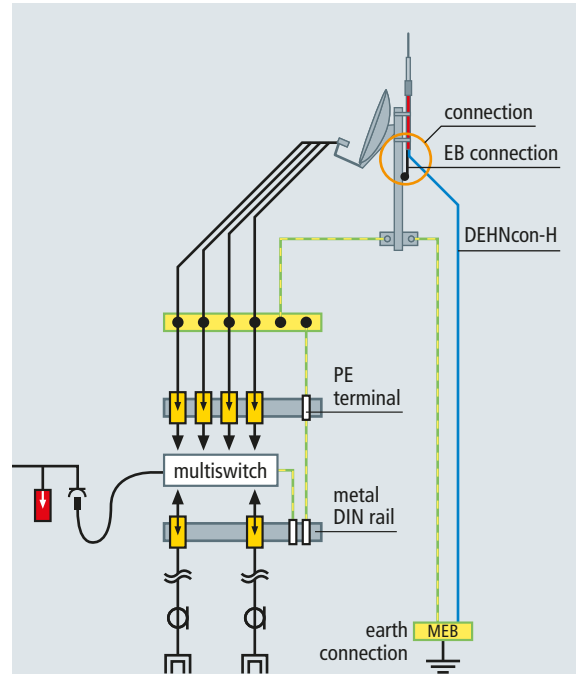 connection
EB connection
DEHNcon-H
PE
terminal
multiswitch
metal
DIN rail
earth
connection
MEB